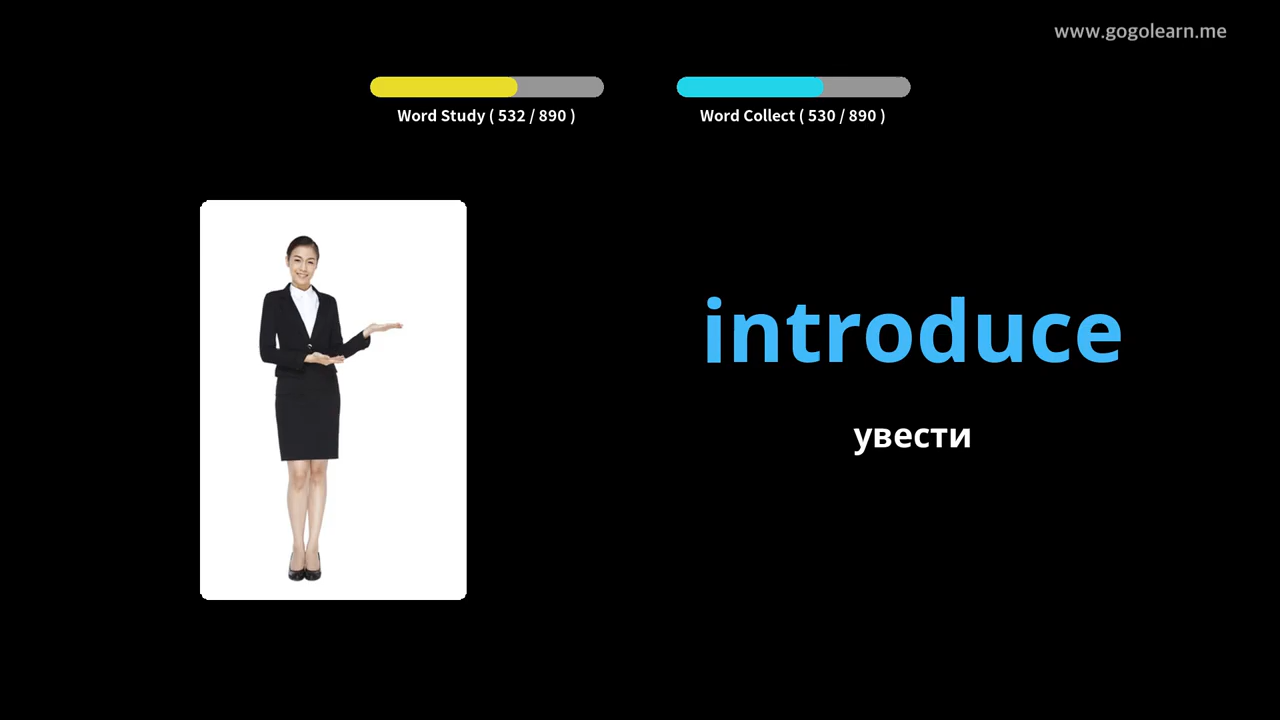 www.gogolearn.me
Word Study ( 532 / 890 )
Word Collect ( 530 / 890 )
introduce
увести